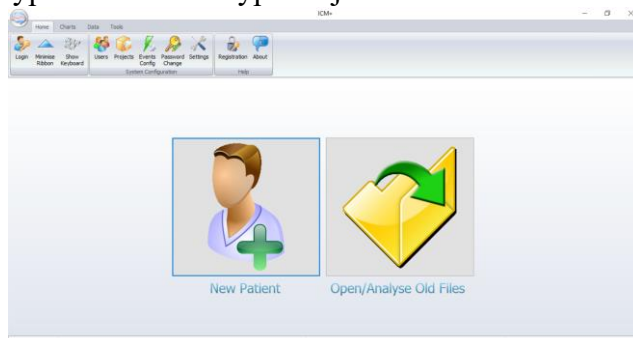 ICM+
Home Charts Data Tools
Login Minimise Ribbon Show Keyboard Users Projects Events Config Password Change Settings Registration About
System Configuration Help
New Patient Open/Analyse Old Files